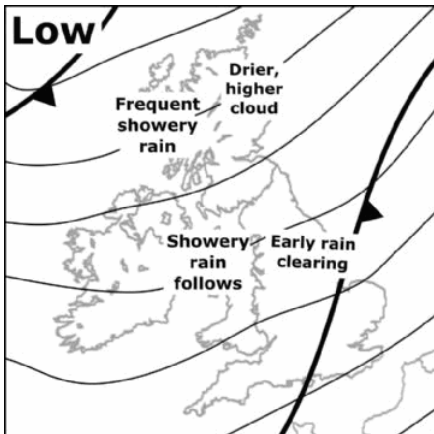 Low
Drier,
higher
cloud
Frequent
showery
rain
Showery
rain
follows
Early rain
clearing